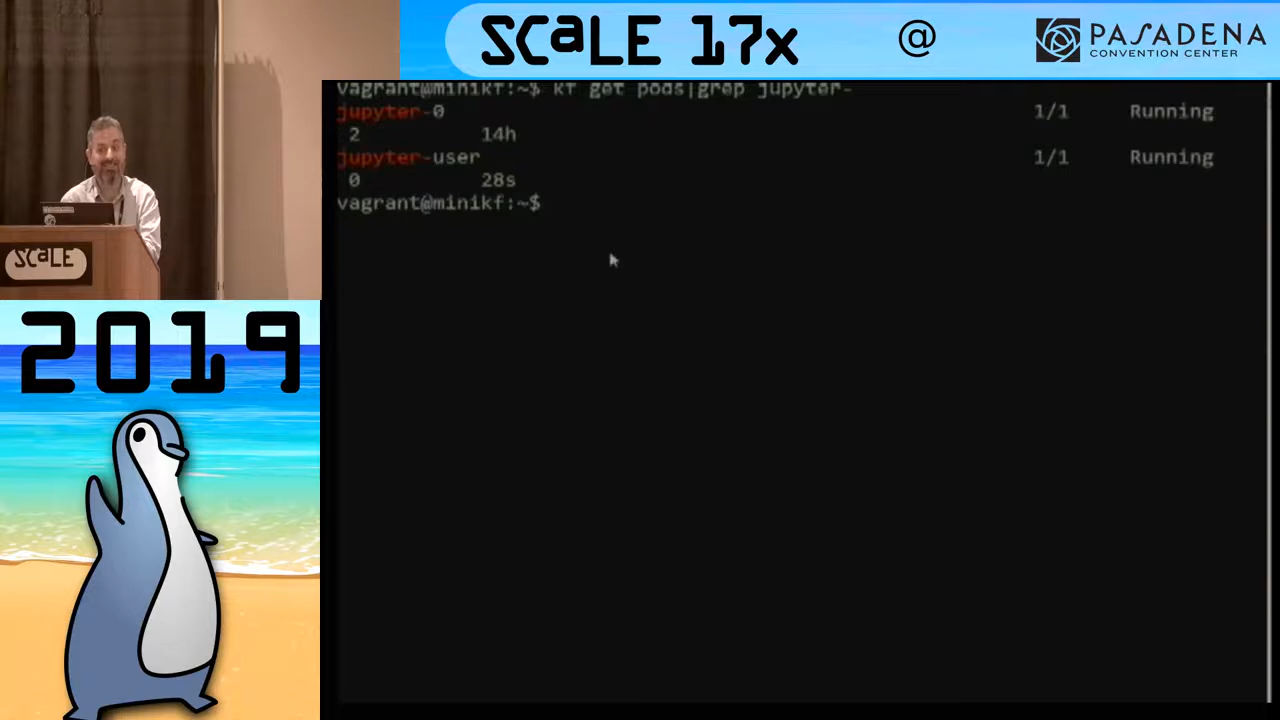 SCALE 17x @ PASADENA
CONVENTION CENTER
vagrant@minikf:~$ kf get pods|grep jupyter-
jupyter-0 1/1 Running
2 14h
jupyter-user 1/1 Running
0 28s
vagrant@minikf:~$
SCALE
2019